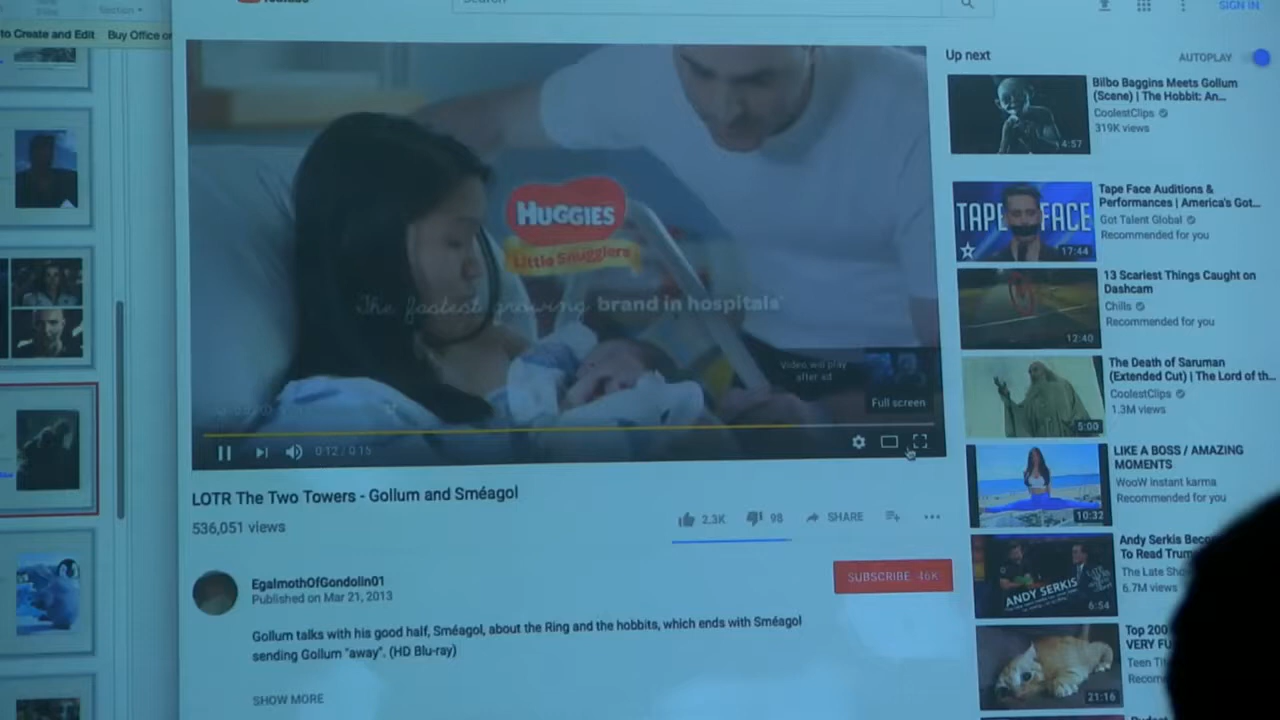 Section
Search
SIGN IN
to Create and Edit
Buy Office
HUGGIES
Little Snugglers
The fastest growing brand in hospitals
Video will play
after ad
Full screen
0:12 / 0:15
LOTR The Two Towers - Gollum and Sméagol
536,051 views
2.3K
98
SHARE
EgalmothOfGondolin01
Published on Mar 21, 2013
SUBSCRIBE 46K
Gollum talks with his good half, Sméagol, about the Ring and the hobbits, which ends with Sméagol
sending Gollum "away". (HD Blu-ray)
SHOW MORE
Up next
AUTOPLAY
Bilbo Baggins Meets Gollum
(Scene) | The Hobbit: An...
CoolestClips
319K views
4:57
Tape Face Auditions &
Performances | America's Got...
Got Talent Global
Recommended for you
TAPE FACE
17:44
13 Scariest Things Caught on
Dashcam
Chills
Recommended for you
12:40
The Death of Saruman
(Extended Cut) | The Lord of th...
CoolestClips
1.3M views
5:00
LIKE A BOSS / AMAZING
MOMENTS
WooW Instant karma
Recommended for you
10:32
Andy Serkis Bec
To Read Trum
The Late Sho
6.7M views
ANDY SERKIS
6:54
Top 200
VERY FU
Teen Ti
Recom
21:16